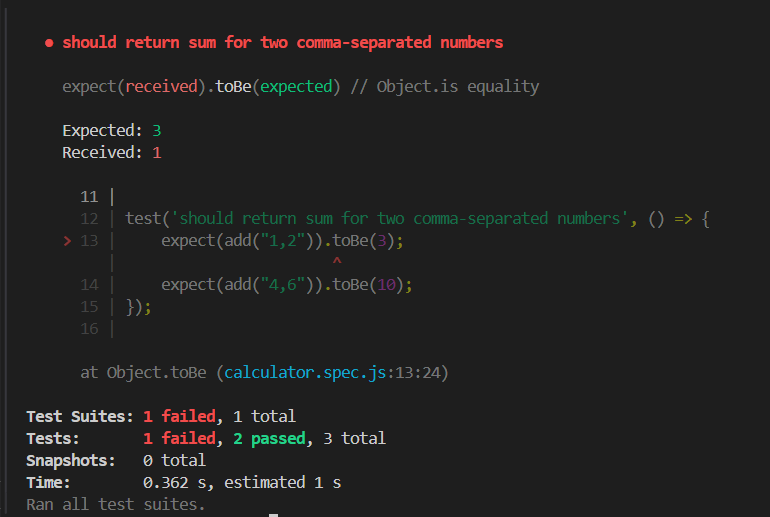 ● should return sum for two comma-separated numbers
expect(received).toBe(expected) // Object.is equality
Expected: 3
Received: 1
11 |
12 | test('should return sum for two comma-separated numbers', () => {
> 13 |     expect(add("1,2")).toBe(3);
|                        ^
14 |     expect(add("4,6")).toBe(10);
15 | });
16 |
at Object.toBe (calculator.spec.js:13:24)
Test Suites: 1 failed, 1 total
Tests:       1 failed, 2 passed, 3 total
Snapshots:   0 total
Time:        0.362 s, estimated 1 s
Ran all test suites.